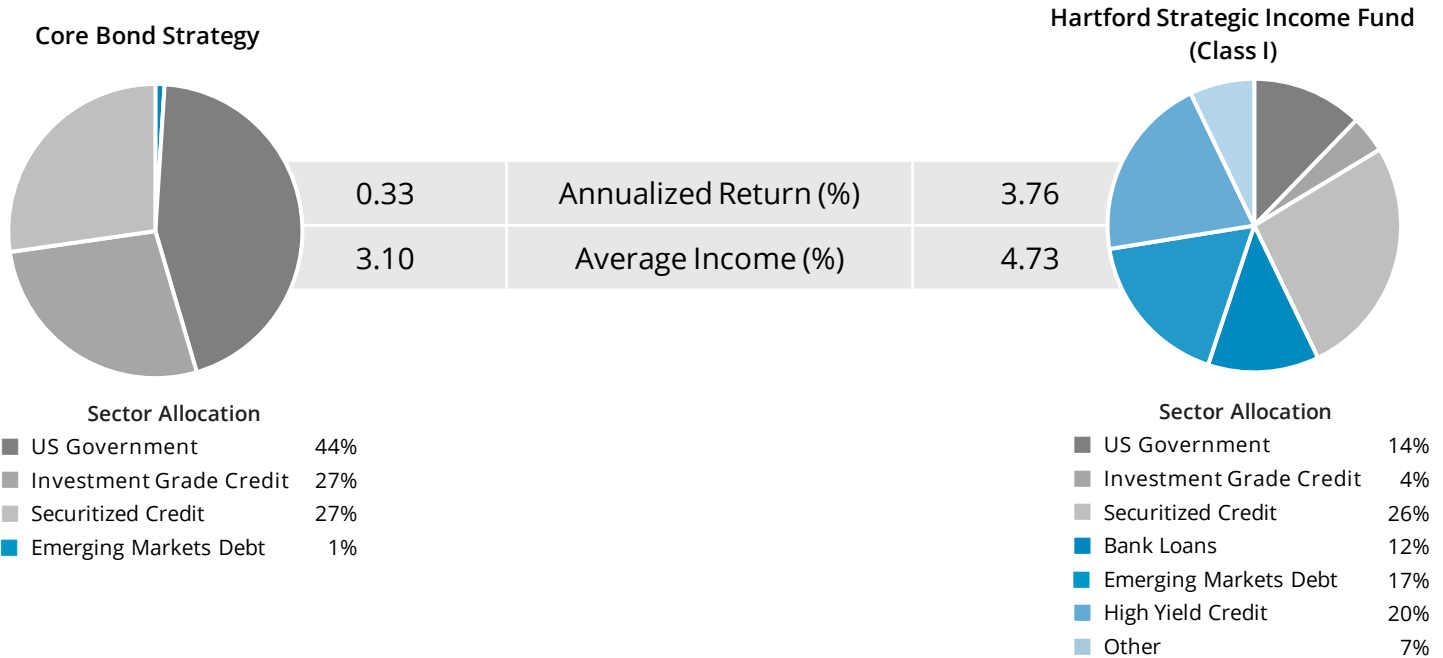 Core Bond Strategy
Hartford Strategic Income Fund
(Class I)
0.33 Annualized Return (%) 3.76
3.10 Average Income (%) 4.73
Sector Allocation
US Government 44%
Investment Grade Credit 27%
Securitized Credit 27%
Emerging Markets Debt 1%
Sector Allocation
US Government 14%
Investment Grade Credit 4%
Securitized Credit 26%
Bank Loans 12%
Emerging Markets Debt 17%
High Yield Credit 20%
Other 7%